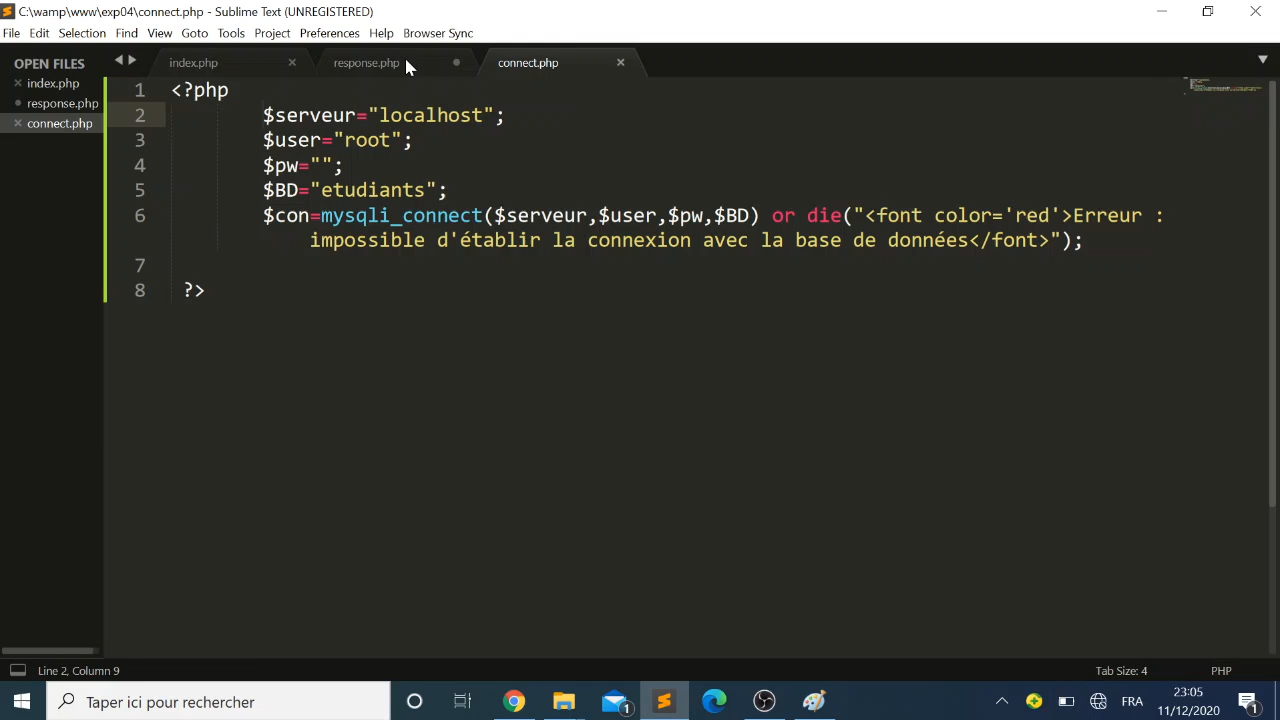 C:\wamp\www\exp04\connect.php - Sublime Text (UNREGISTERED)
File Edit Selection Find View Goto Tools Project Preferences Help Browser Sync
OPEN FILES
index.php
response.php
connect.php
index.php response.php connect.php
1 <?php
2 $serveur="localhost";
3 $user="root";
4 $pw="";
5 $BD="etudiants";
6 $con=mysqli_connect($serveur,$user,$pw,$BD) or die("<font color='red'>Erreur :
impossible d'établir la connexion avec la base de données</font>");
7
8 ?>
Line 2, Column 9 Tab Size: 4 PHP
Taper ici pour rechercher 1 FRA 23:05 1
11/12/2020